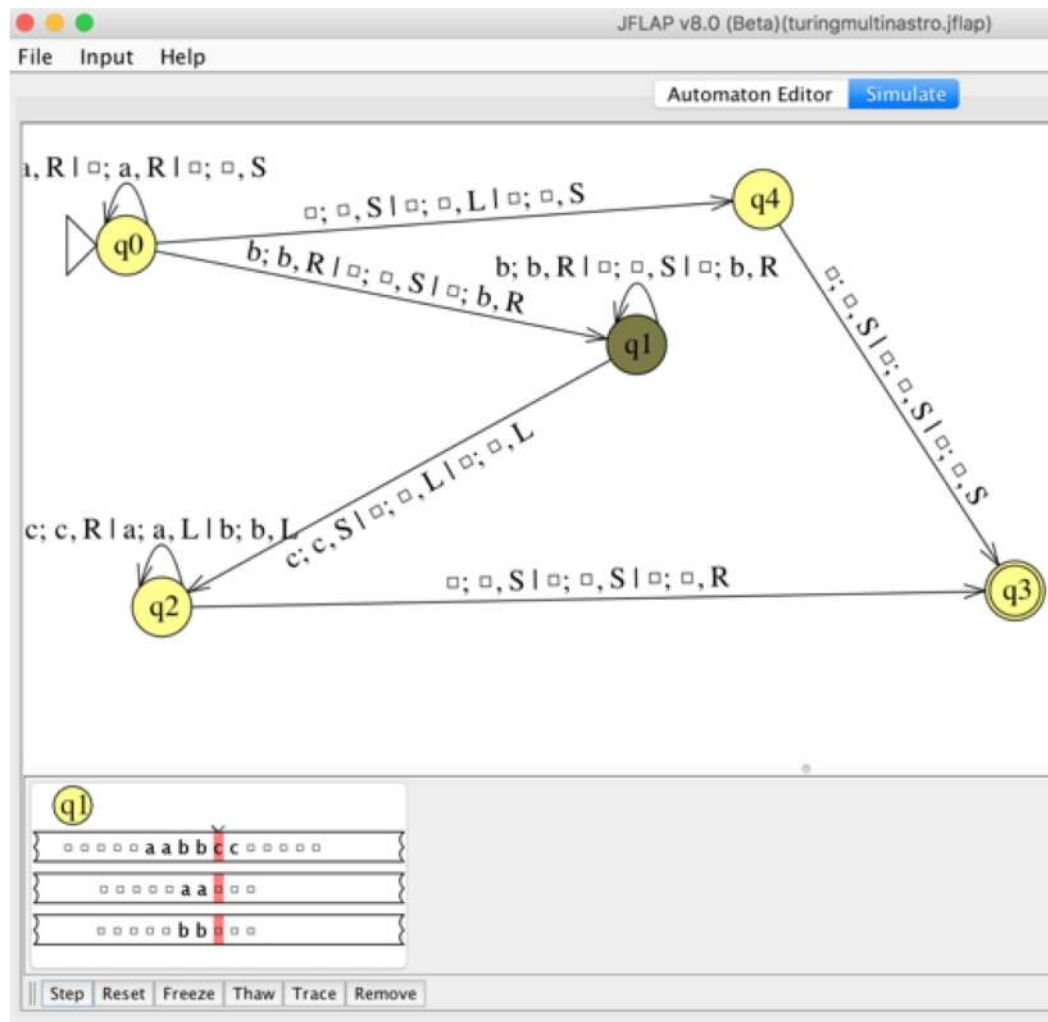 JFLAP v8.0 (Beta)(turingmultinastro.jflap)
File Input Help
Automaton Editor Simulate
a, R | □; a, R | □; □, S
□; □, S | □; □, L | □; □, S
q4
q0
b; b, R | □; □, S | □; b, R
b; b, R | □; □, S | □; b, R
q1
□; □, S | □; □, S | □; □, S
c; c, S | □; □, L | □; □, L
c; c, R | a; a, L | b; b, L
q2
□; □, S | □; □, S | □; □, R
q3
q1
□ □ □ □ □ a a b b c c □ □ □ □ □
□ □ □ □ □ a a □ □ □
□ □ □ □ □ b b □ □ □
Step Reset Freeze Thaw Trace Remove